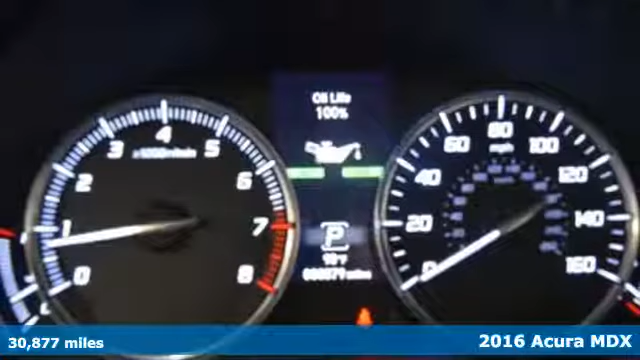 Oil Life
100%
0 1 2 3 4 5 6 7 8
x1000r/min
P
0 20 40 60 80 100 120 140 160
mph
30,877 miles
2016 Acura MDX